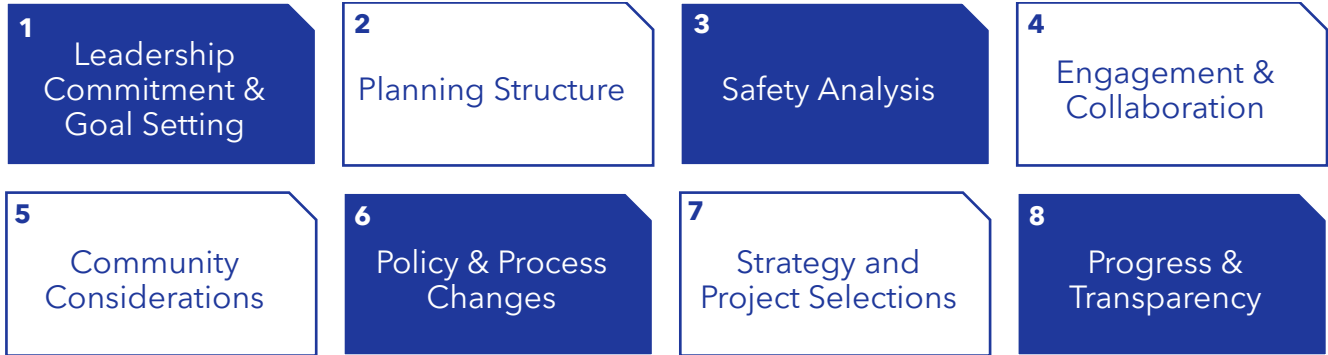 1
Leadership
Commitment &
Goal Setting
2
Planning Structure
3
Safety Analysis
4
Engagement &
Collaboration
5
Community
Considerations
6
Policy & Process
Changes
7
Strategy and
Project Selections
8
Progress &
Transparency